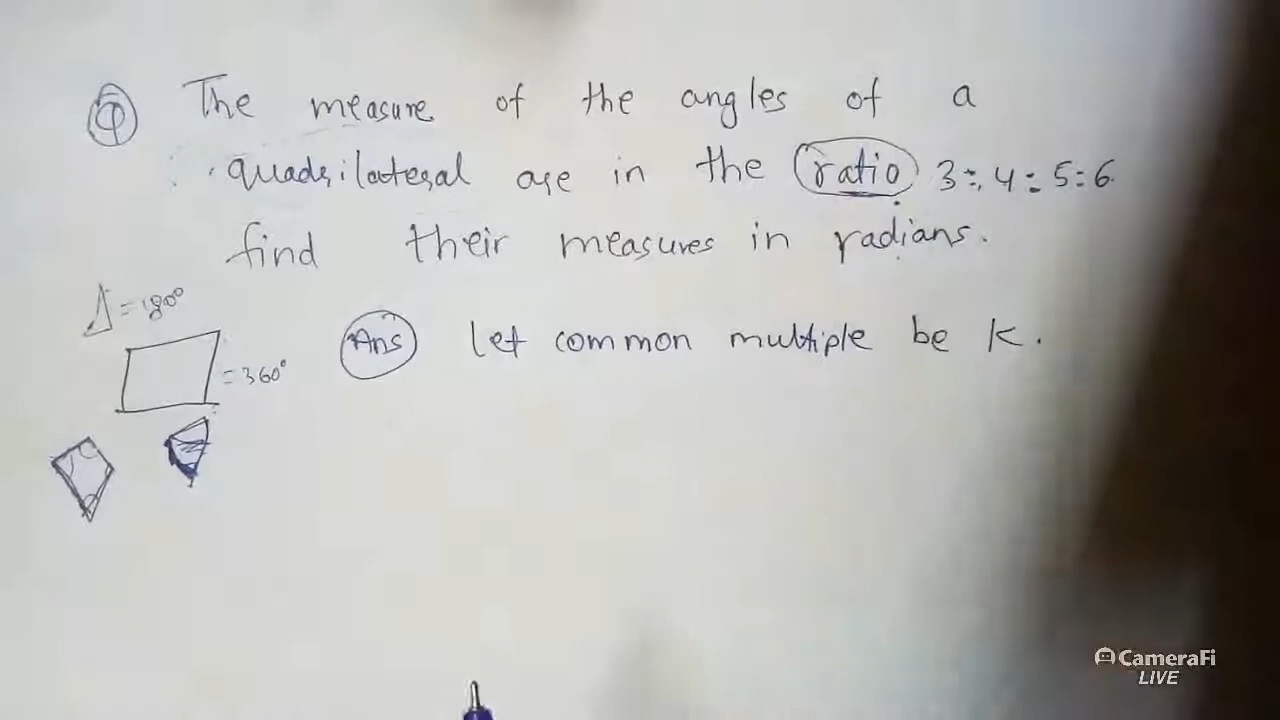 Q The measure of the angles of a
quadrilateral are in the ratio 3:4:5:6
find their measures in radians.
Δ = 180°
= 360°
Ans let common multiple be k.
CameraFi
LIVE